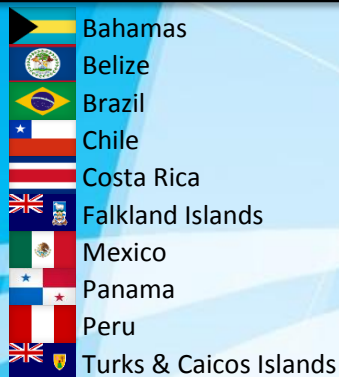 Bahamas
Belize
Brazil
Chile
Costa Rica
Falkland Islands
Mexico
Panama
Peru
Turks & Caicos Islands